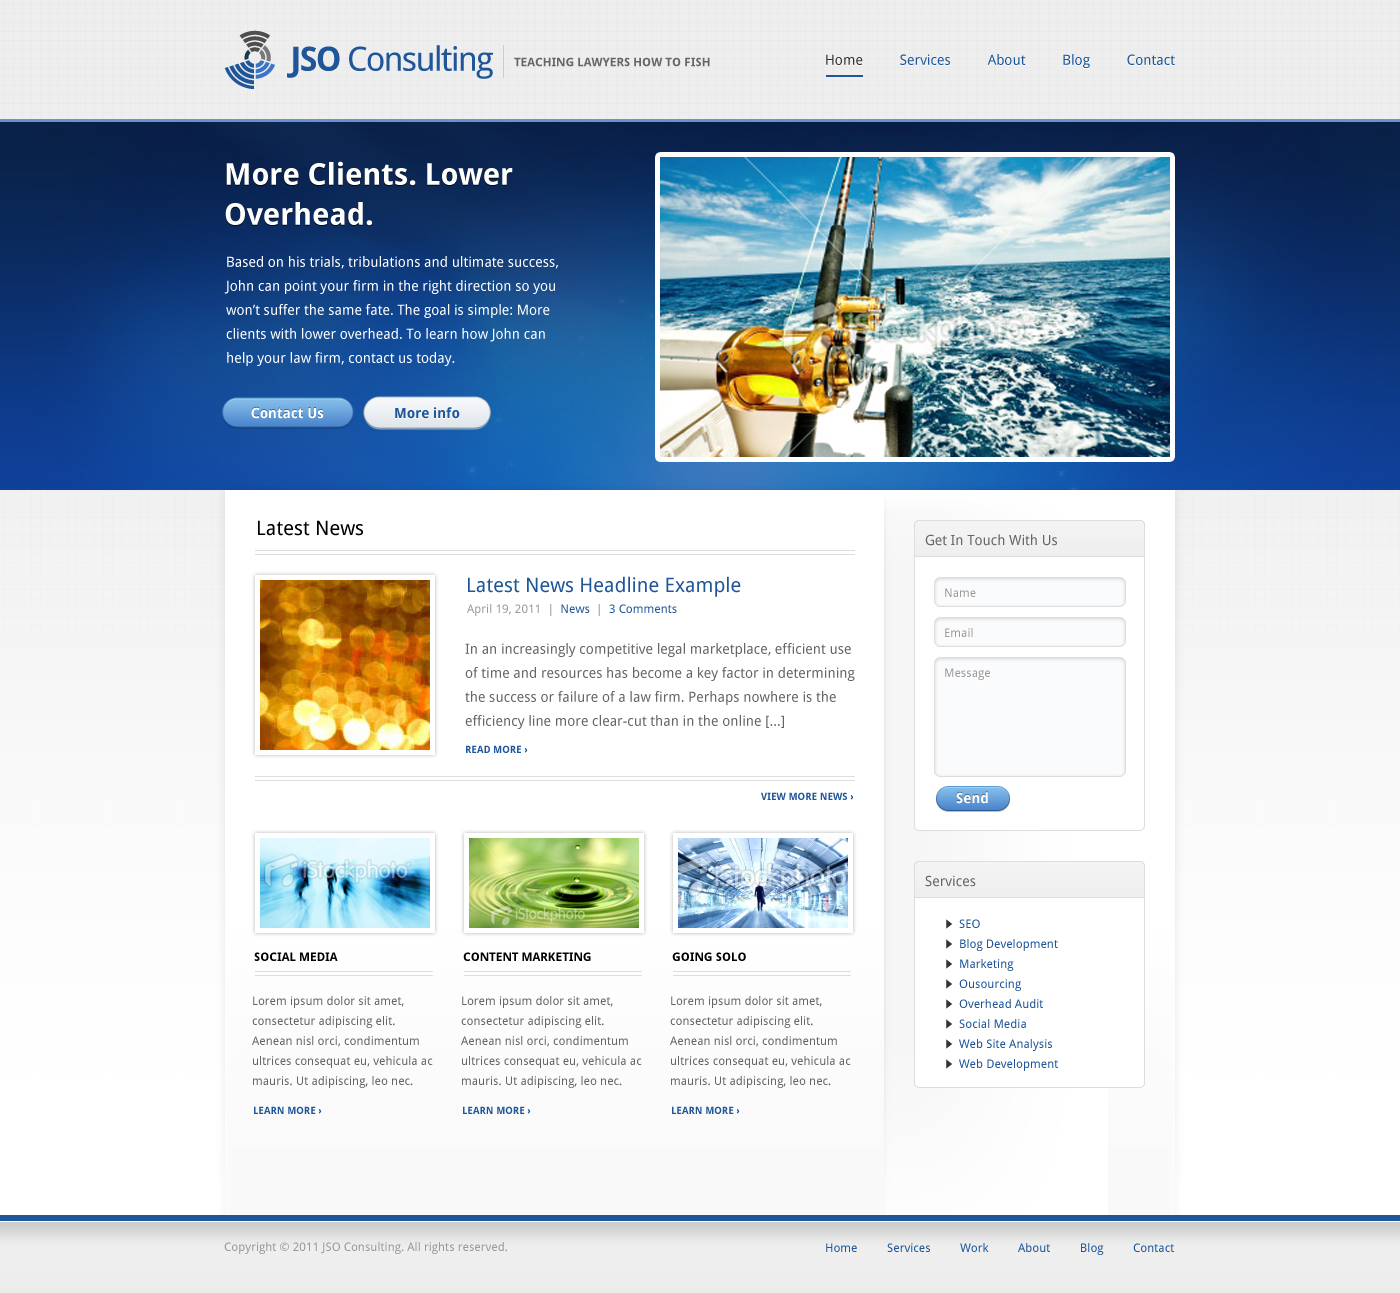 JSO Consulting
TEACHING LAWYERS HOW TO FISH
Home
Services
About
Blog
Contact
More Clients. Lower
Overhead.
Based on his trials, tribulations and ultimate success,
John can point your firm in the right direction so you
won't suffer the same fate. The goal is simple: More
clients with lower overhead. To learn how John can
help your law firm, contact us today.
Contact Us
More info
iStockphoto
Latest News
Latest News Headline Example
April 19, 2011 | News | 3 Comments
In an increasingly competitive legal marketplace, efficient use
of time and resources has become a key factor in determining
the success or failure of a law firm. Perhaps nowhere is the
efficiency line more clear-cut than in the online [...]
READ MORE ›
VIEW MORE NEWS ›
iStockphoto
SOCIAL MEDIA
Lorem ipsum dolor sit amet,
consectetur adipiscing elit.
Aenean nisl orci, condimentum
ultrices consequat eu, vehicula ac
mauris. Ut adipiscing, leo nec.
LEARN MORE ›
iStockphoto
CONTENT MARKETING
Lorem ipsum dolor sit amet,
consectetur adipiscing elit.
Aenean nisl orci, condimentum
ultrices consequat eu, vehicula ac
mauris. Ut adipiscing, leo nec.
LEARN MORE ›
iStockphoto
GOING SOLO
Lorem ipsum dolor sit amet,
consectetur adipiscing elit.
Aenean nisl orci, condimentum
ultrices consequat eu, vehicula ac
mauris. Ut adipiscing, leo nec.
LEARN MORE ›
Get In Touch With Us
Name
Email
Message
Send
Services
SEO
Blog Development
Marketing
Ousourcing
Overhead Audit
Social Media
Web Site Analysis
Web Development
Copyright © 2011 JSO Consulting. All rights reserved.
Home
Services
Work
About
Blog
Contact